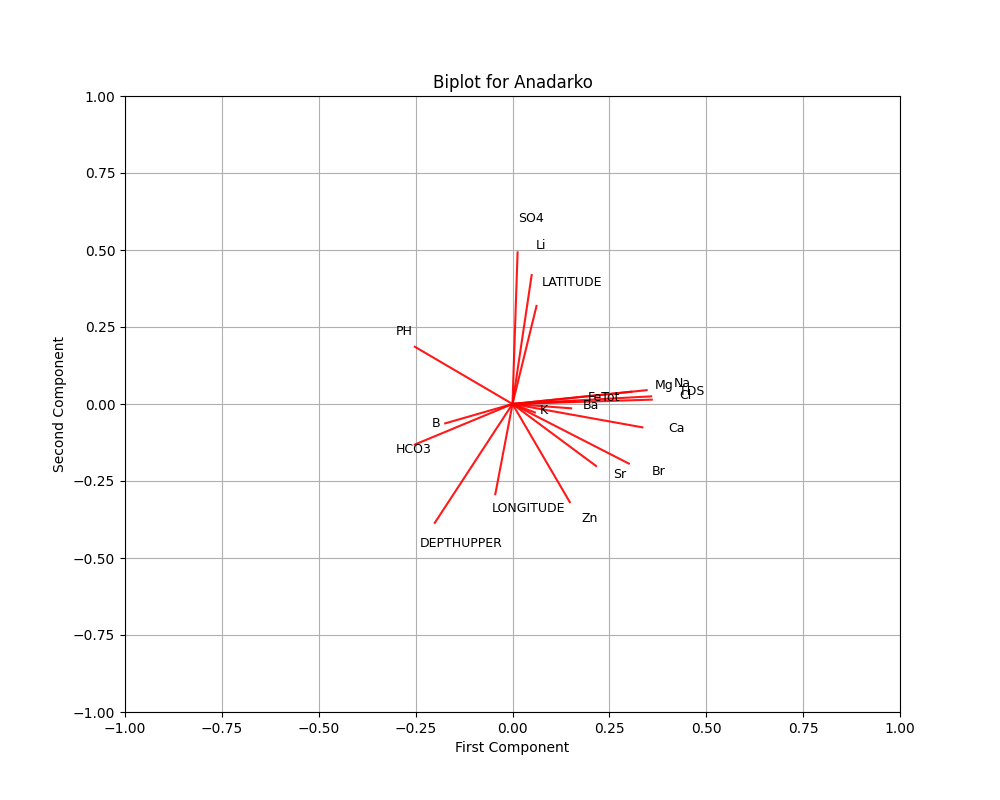 Biplot for Anadarko
1.00
0.75
0.50
0.25
0.00
−0.25
−0.50
−0.75
−1.00
Second Component
SO4
Li
LATITUDE
PH
Na
Mg
TDS
Cl
FeTot
Ba
K
B
Ca
HCO3
Br
Sr
LONGITUDE
Zn
DEPTHUPPER
−1.00 −0.75 −0.50 −0.25 0.00 0.25 0.50 0.75 1.00
First Component